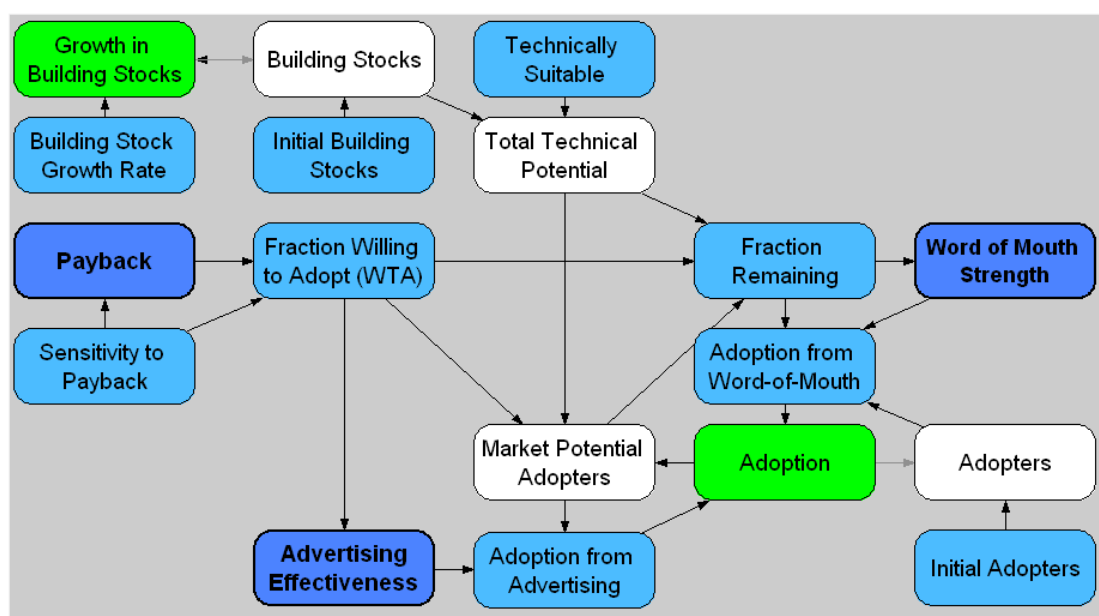 Growth in
Building Stocks
Building Stocks
Technically
Suitable
Building Stock
Growth Rate
Initial Building
Stocks
Total Technical
Potential
Payback
Fraction Willing
to Adopt (WTA)
Fraction
Remaining
Word of Mouth
Strength
Sensitivity to
Payback
Adoption from
Word-of-Mouth
Market Potential
Adopters
Adoption
Adopters
Advertising
Effectiveness
Adoption from
Advertising
Initial Adopters